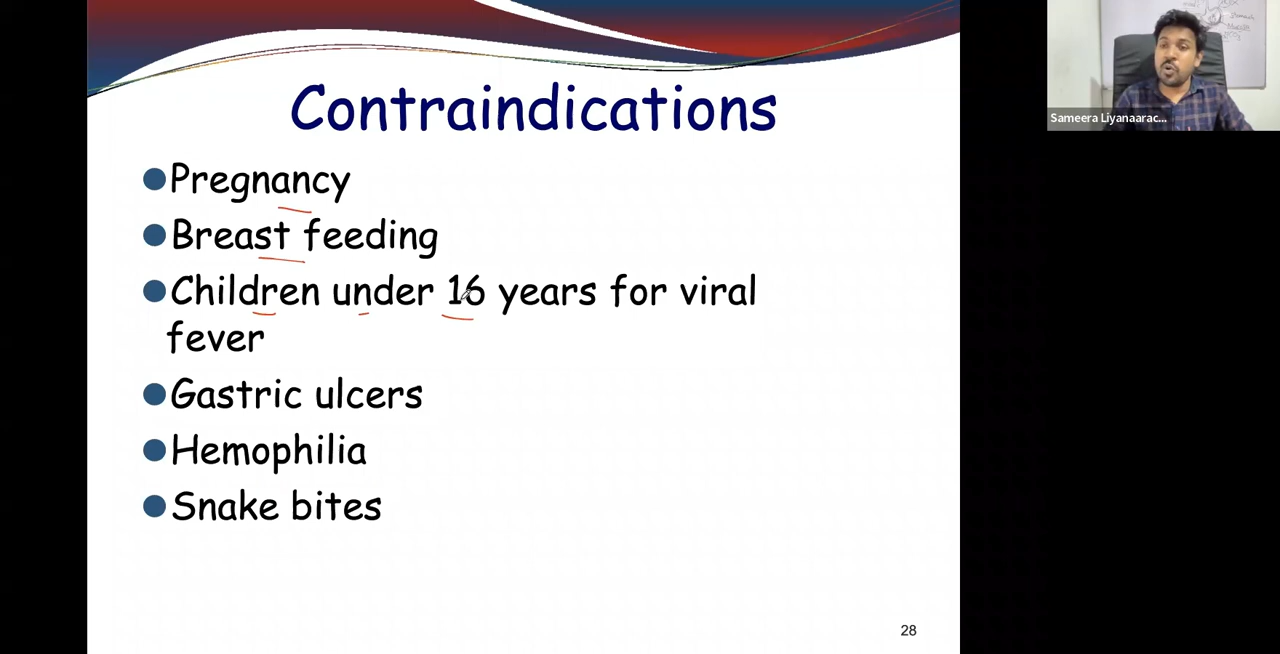 Contraindications
Pregnancy
Breast feeding
Children under 16 years for viral
fever
Gastric ulcers
Hemophilia
Snake bites
28
Sameera Liyanaarac...